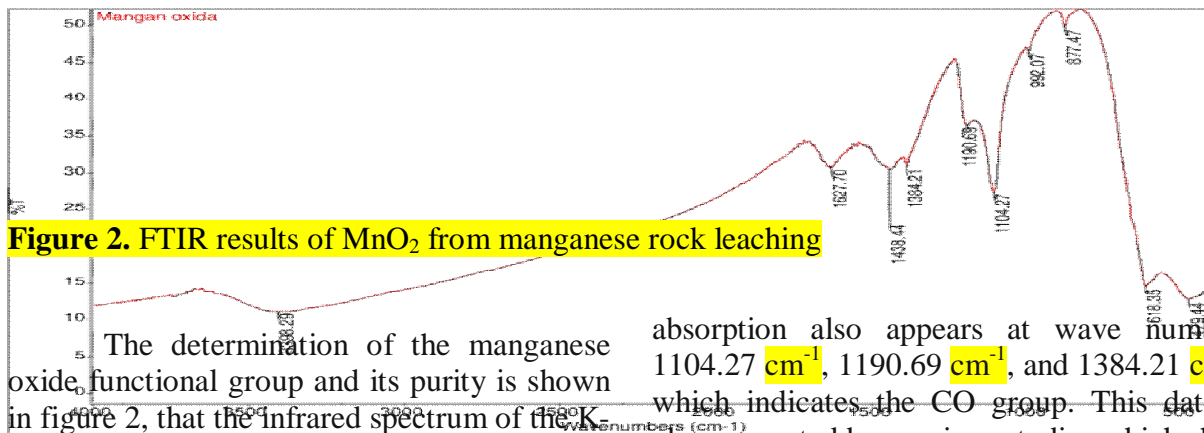 Mangan oxida
50
45
40
35
30
25
15
10
5
%T
1627.70
1438.44
1384.21
1190.69
1104.27
992.07
877.47
618.35
4000 3500 3000 2000 1500 1000 500
Wavenumbers (cm-1)
Figure 2. FTIR results of MnO₂ from manganese rock leaching
The determination of the manganese
oxide functional group and its purity is shown
in figure 2, that the infrared spectrum of the K-
absorption also appears at wave num
1104.27 cm⁻¹, 1190.69 cm⁻¹, and 1384.21 c
which indicates the CO group. This dat